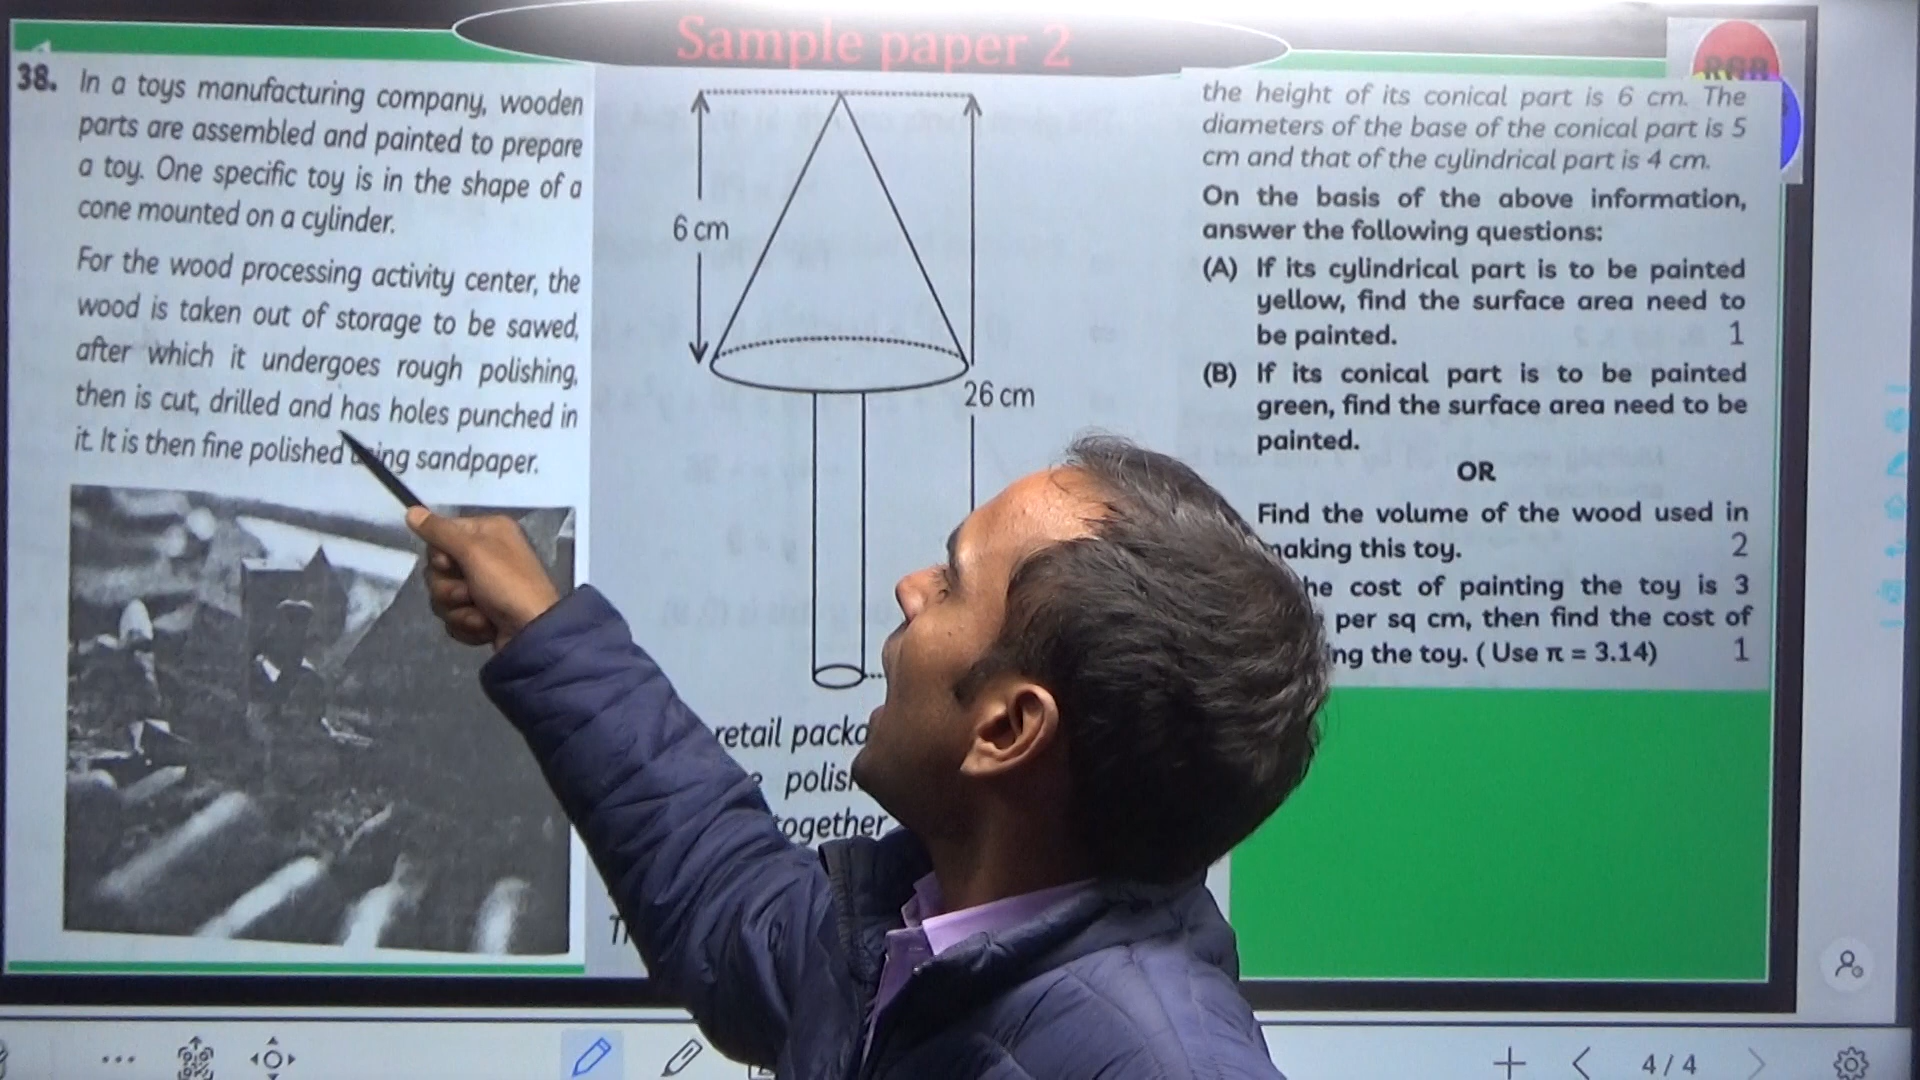 Sample paper 2
38. In a toys manufacturing company, wooden
parts are assembled and painted to prepare
a toy. One specific toy is in the shape of a
cone mounted on a cylinder.
For the wood processing activity center, the
wood is taken out of storage to be sawed,
after which it undergoes rough polishing,
then is cut, drilled and has holes punched in
it. It is then fine polished sandpaper.
6 cm
26 cm
retail
together
the height of its conical part is 6 cm. The
diameters of the base of the conical part is 5
cm and that of the cylindrical part is 4 cm.
On the basis of the above information,
answer the following questions:
(A) If its cylindrical part is to be painted
yellow, find the surface area need to
be painted. 1
(B) If its conical part is to be painted
green, find the surface area need to be
painted.
OR
Find the volume of the wood used in
this toy. 2
cost of painting the toy is 3
per sq cm, then find the cost of
the toy. ( Use π = 3.14) 1
4 / 4